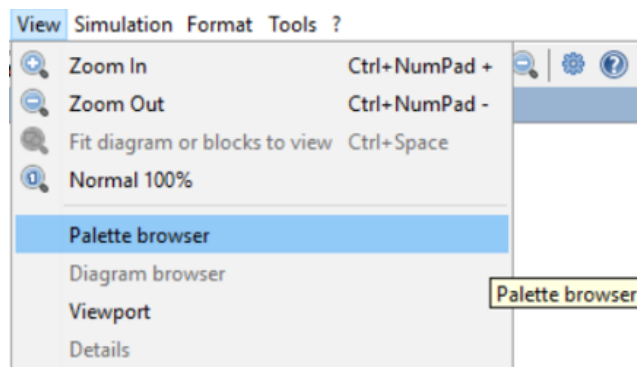 View Simulation Format Tools ?
Zoom In Ctrl+NumPad +
Zoom Out Ctrl+NumPad -
Fit diagram or blocks to view Ctrl+Space
Normal 100%
Palette browser
Diagram browser
Palette browser
Viewport
Details